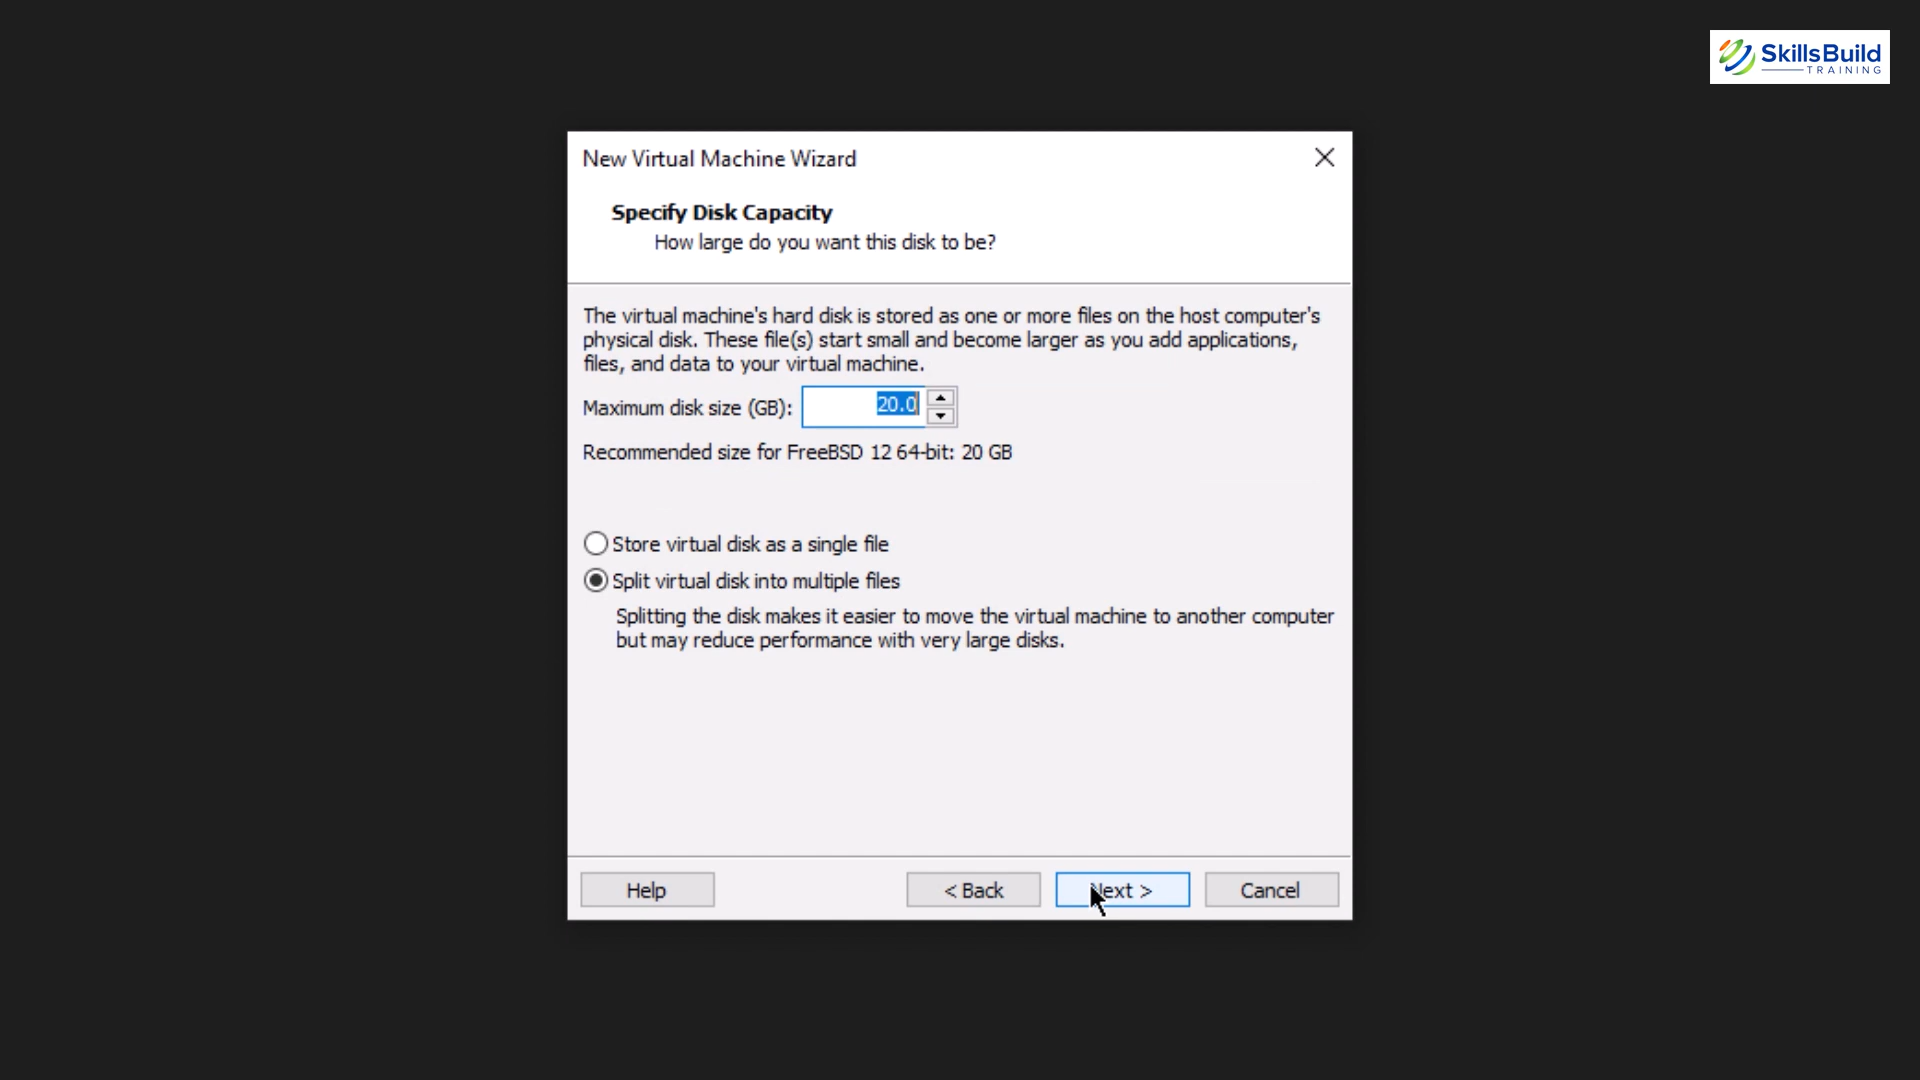 SkillsBuild
TRAINING
New Virtual Machine Wizard
Specify Disk Capacity
How large do you want this disk to be?
The virtual machine's hard disk is stored as one or more files on the host computer's
physical disk. These file(s) start small and become larger as you add applications,
files, and data to your virtual machine.
Maximum disk size (GB): 20.0
Recommended size for FreeBSD 12 64-bit: 20 GB
Store virtual disk as a single file
Split virtual disk into multiple files
Splitting the disk makes it easier to move the virtual machine to another computer
but may reduce performance with very large disks.
Help < Back Next > Cancel